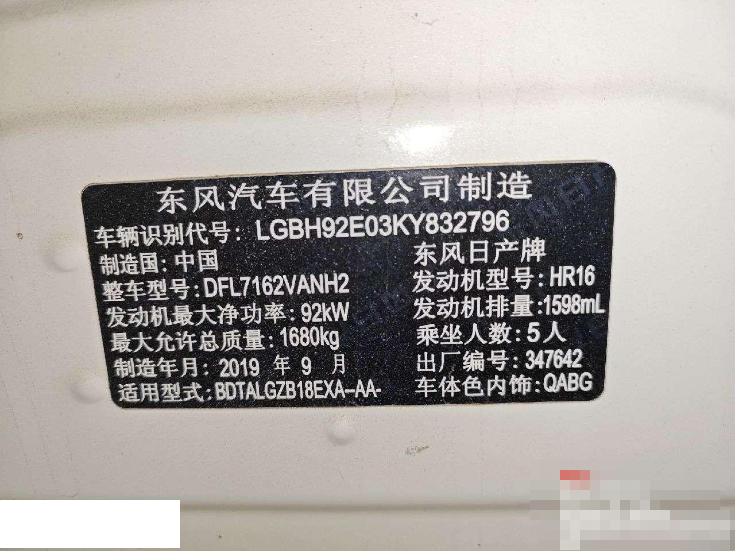 东风汽车有限公司制造
车辆识别代号: LGBH92E03KY832796
制造国: 中国 东风日产牌
整车型号: DFL7162VANH2 发动机型号: HR16
发动机最大净功率: 92kW 发动机排量: 1598mL
最大允许总质量: 1680kg 乘坐人数: 5人
制造年月: 2019 年 9 月 出厂编号: 347642
适用型式: BDTALGZB18EXA-AA- 车体色内饰: QABG